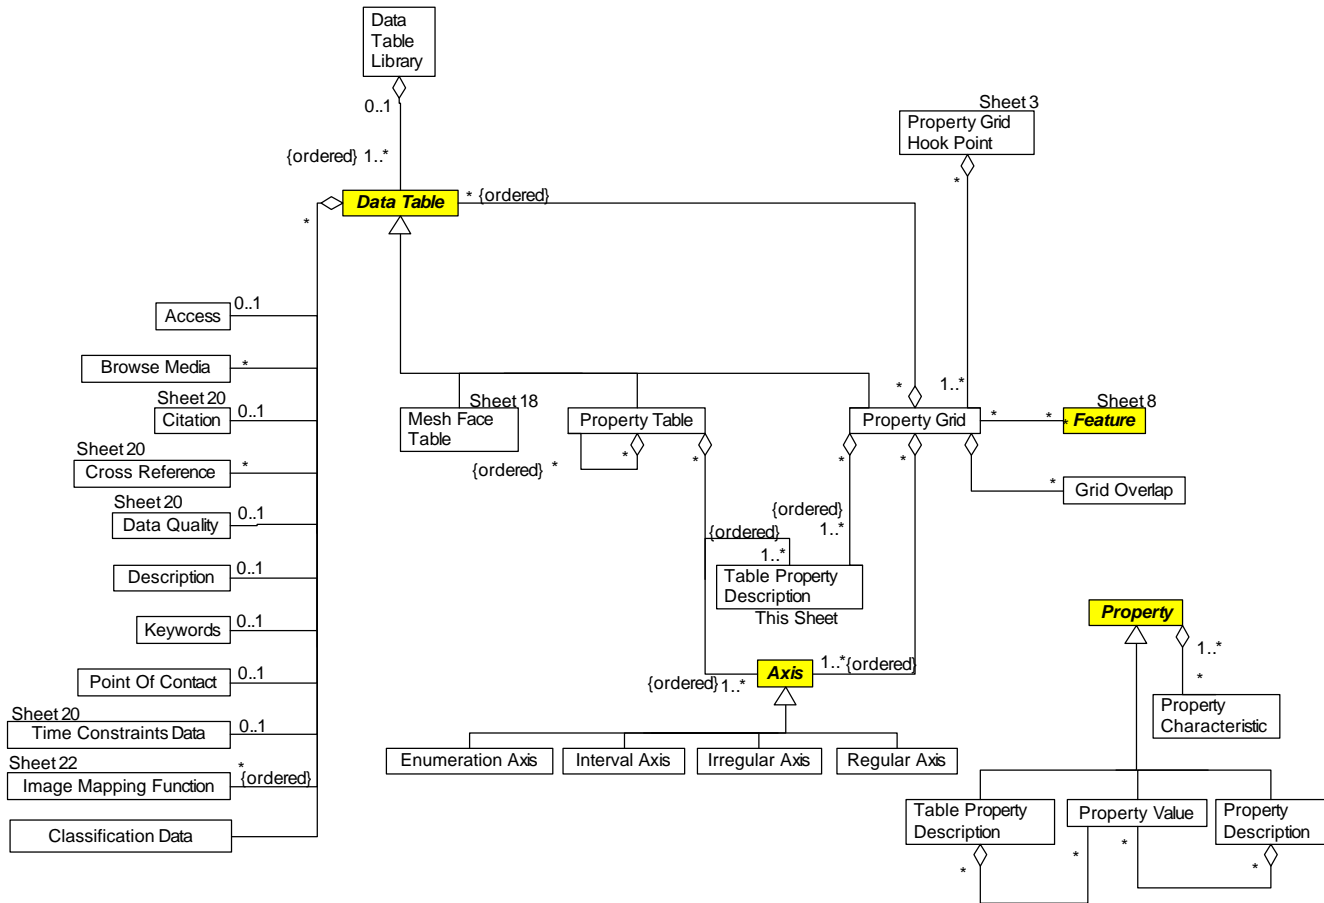 Data
Table
Library
0..1
{ordered} 1..*
Sheet 3
Property Grid
Hook Point
*
Data Table
* {ordered}
*
Access
0..1
Browse Media
*
Sheet 20
Citation
0..1
Sheet 20
Cross Reference
*
Sheet 20
Data Quality
0..1
Description
0..1
Keywords
0..1
Point Of Contact
0..1
Sheet 20
Time Constraints Data
0..1
Sheet 22
Image Mapping Function
*
{ordered}
Classification Data
Sheet 18
Mesh Face
Table
Property Table
{ordered} *
*
*
*
1..*
Property Grid
*
*
*
Sheet 8
* Feature
*
*
Grid Overlap
{ordered}
1..*
{ordered}
1..*
Table Property
Description
This Sheet
{ordered} 1..*
Axis
1..* {ordered}
Enumeration Axis
Interval Axis
Irregular Axis
Regular Axis
Property
1..*
*
Property
Characteristic
Table Property
Description
Property Value
Property
Description
*
*
*
*